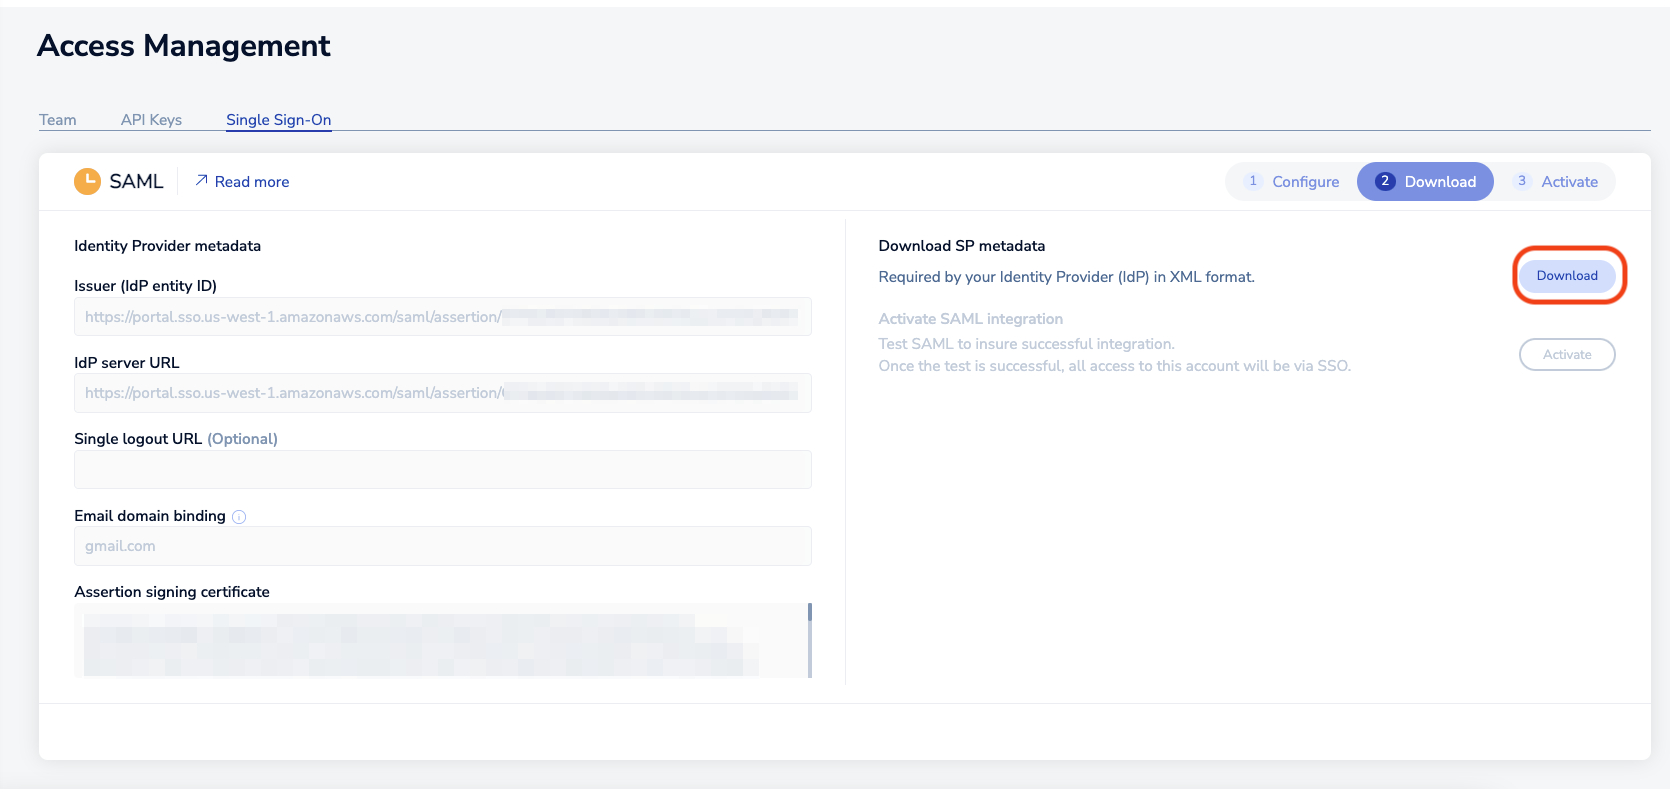 Access Management
Team
API Keys
Single Sign-On
SAML
Read more
1 Configure
2 Download
3 Activate
Identity Provider metadata
Issuer (IdP entity ID)
https://portal.sso.us-west-1.amazonaws.com/saml/assertion/
IdP server URL
https://portal.sso.us-west-1.amazonaws.com/saml/assertion/
Single logout URL (Optional)
Email domain binding
gmail.com
Assertion signing certificate
Download SP metadata
Required by your Identity Provider (IdP) in XML format.
Download
Activate SAML integration
Test SAML to insure successful integration.
Once the test is successful, all access to this account will be via SSO.
Activate